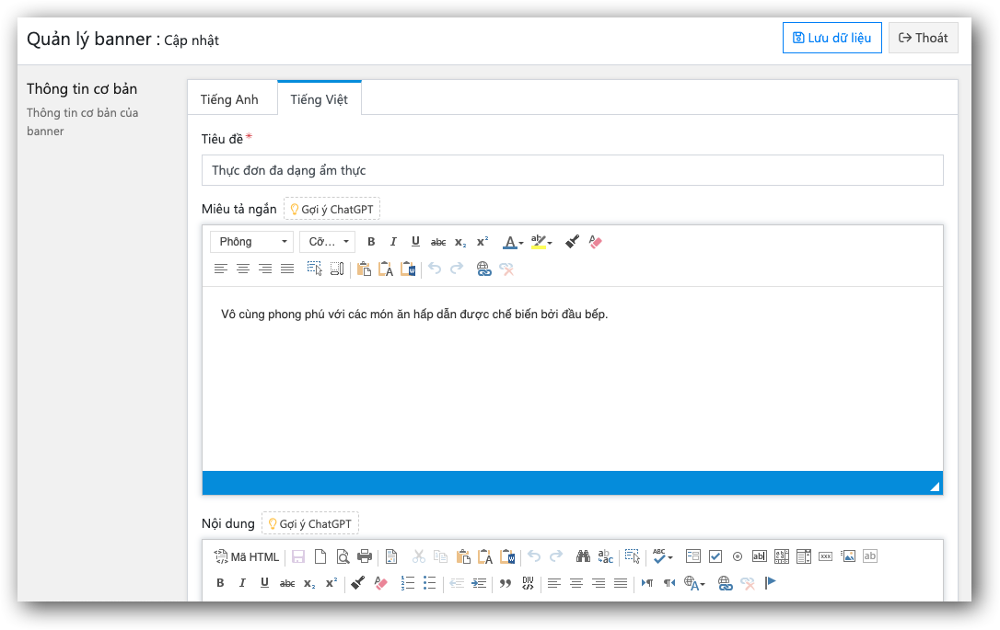 Quản lý banner : Cập nhật
Lưu dữ liệu
Thoát
Thông tin cơ bản
Thông tin cơ bản của
banner
Tiếng Anh
Tiếng Việt
Tiêu đề *
Thực đơn đa dạng ẩm thực
Miêu tả ngắn
Gợi ý ChatGPT
Phông
Cỡ...
Vô cùng phong phú với các món ăn hấp dẫn được chế biến bởi đầu bếp.
Nội dung
Gợi ý ChatGPT
Mã HTML